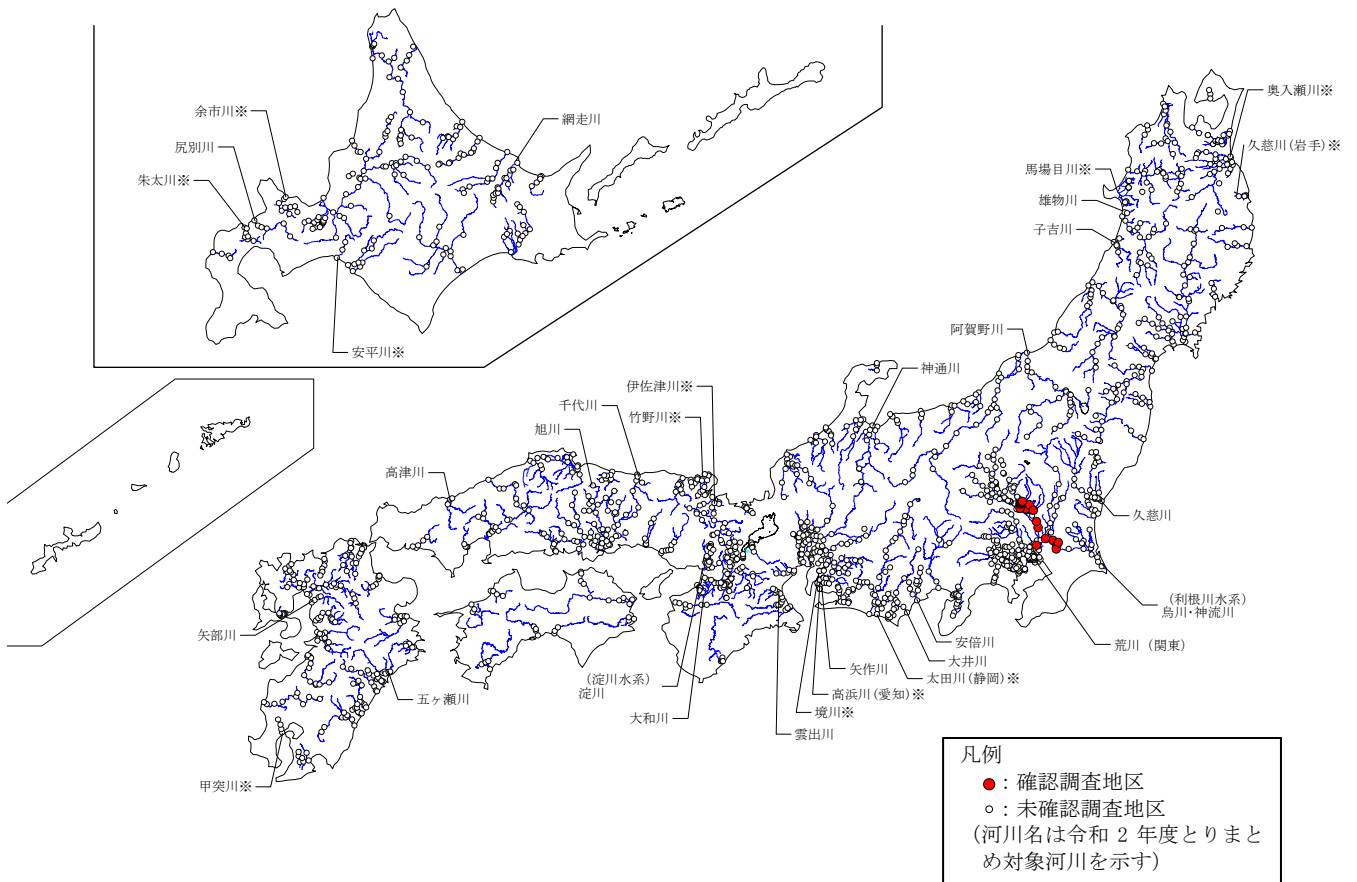 余市川※
尻別川
朱太川※
網走川
安平川※
奥入瀬川※
久慈川(岩手)※
馬場目川※
雄物川
子吉川
阿賀野川
神通川
伊佐津川※
千代川
竹野川※
旭川
高津川
久慈川
(利根川水系)
烏川・神流川
荒川 (関東)
安倍川
大井川
太田川(静岡)※
矢作川
高浜川(愛知)※
境川※
雲出川
(淀川水系)
淀川
大和川
矢部川
五ヶ瀬川
甲突川※
凡例
●：確認調査地区
○：未確認調査地区
(河川名は令和 2 年度とりまと
め対象河川を示す)